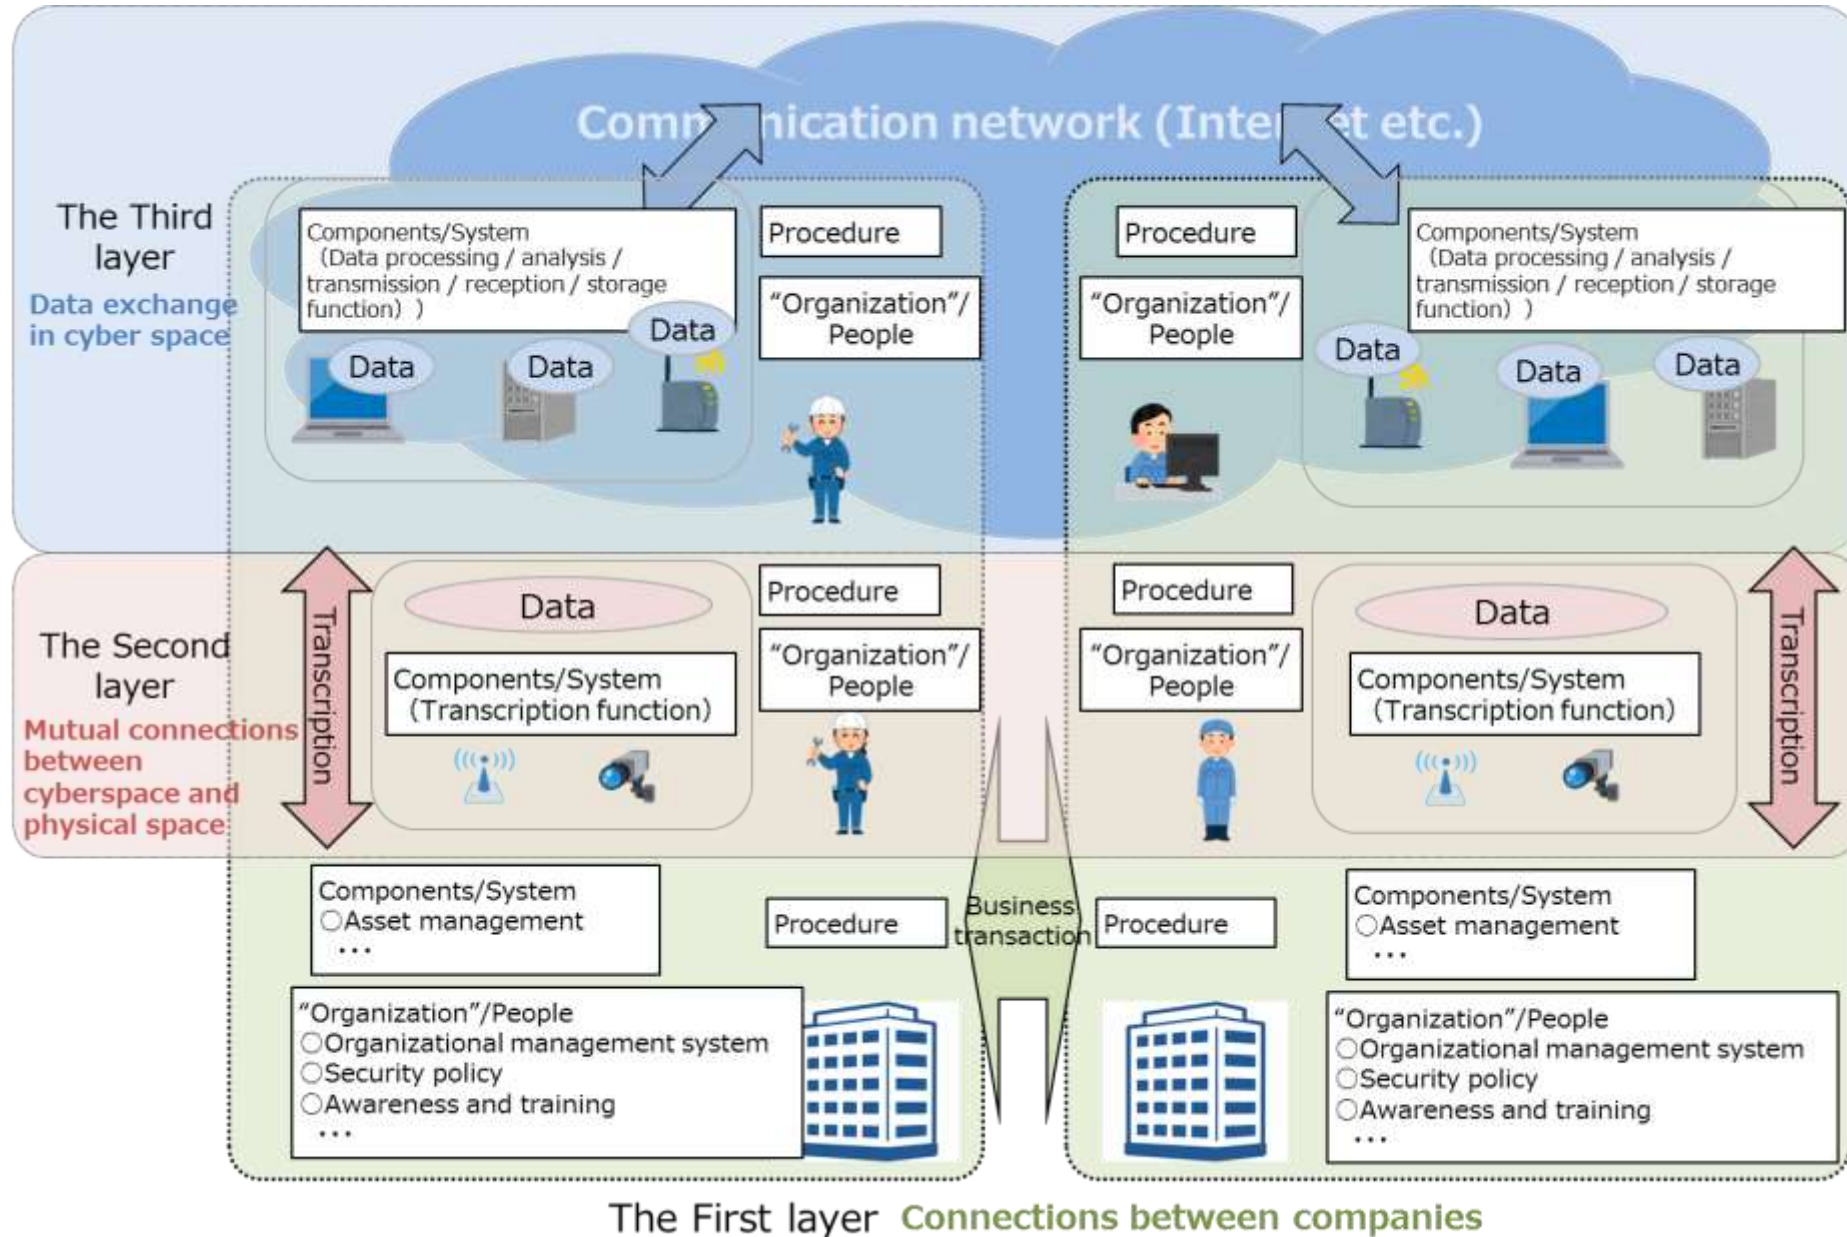 Communication network (Internet etc.)
The Third
layer
Data exchange
in cyber space
Components/System
（Data processing / analysis /
transmission / reception / storage
function））
Procedure
“Organization”/
People
Data
Data
Data
Procedure
“Organization”/
People
Components/System
（Data processing / analysis /
transmission / reception / storage
function））
Data
Data
Data
The Second
layer
Mutual connections
between
cyberspace and
physical space
Transcription
Data
Components/System
（Transcription function）
Procedure
“Organization”/
People
Procedure
“Organization”/
People
Data
Components/System
（Transcription function）
Transcription
Components/System
○Asset management
・・・
Procedure
Business
transaction
Procedure
Components/System
○Asset management
・・・
“Organization”/People
○Organizational management system
○Security policy
○Awareness and training
・・・
“Organization”/People
○Organizational management system
○Security policy
○Awareness and training
・・・
The First layer Connections between companies